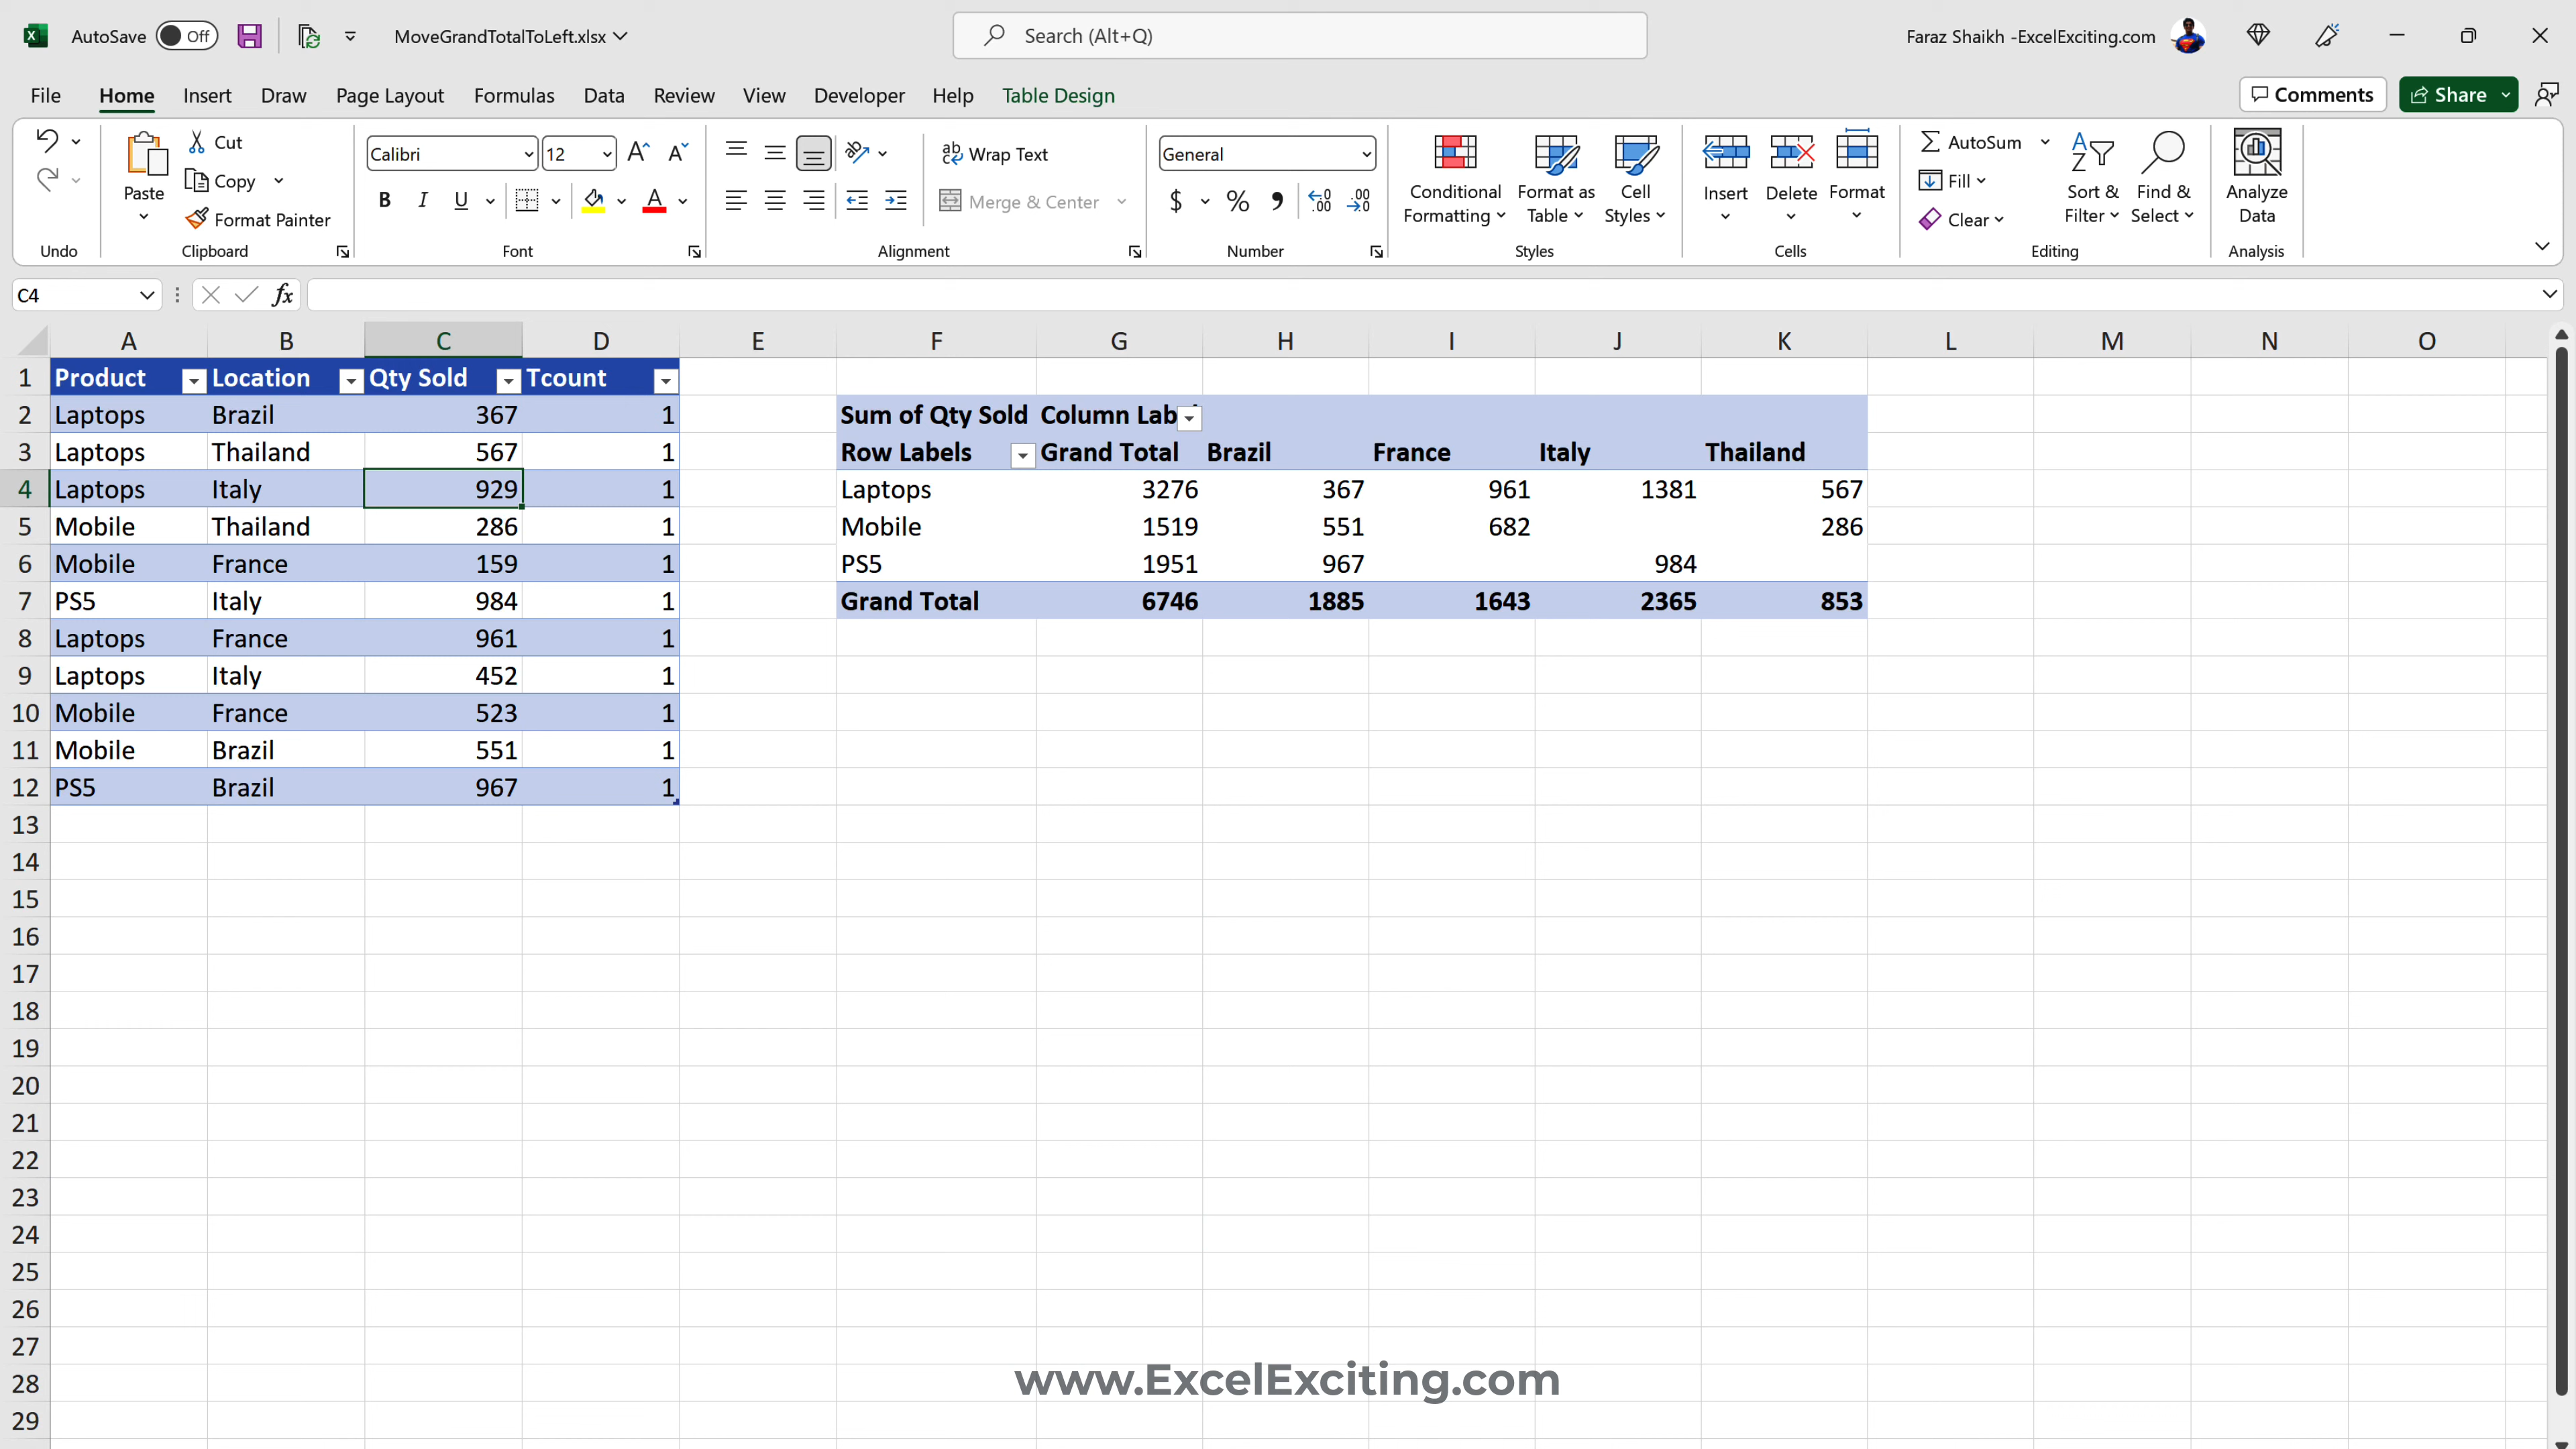 AutoSave Off MoveGrandTotalToLeft.xlsx Search (Alt+Q) Faraz Shaikh -ExcelExciting.com
File Home Insert Draw Page Layout Formulas Data Review View Developer Help Table Design Comments Share
Cut Calibri 12 Wrap Text General AutoSum
Paste Copy Merge & Center Conditional Formatting Format as Table Cell Styles Insert Delete Format Fill Sort & Filter Find & Select Analyze Data
Format Painter Clear
Undo Clipboard Font Alignment Number Styles Cells Editing Analysis
C4 fx
A B C D E F G H I J K L M N O
1 Product Location Qty Sold Tcount
2 Laptops Brazil 367 1 Sum of Qty Sold Column Lab
3 Laptops Thailand 567 1 Row Labels Grand Total Brazil France Italy Thailand
4 Laptops Italy 929 1 Laptops 3276 367 961 1381 567
5 Mobile Thailand 286 1 Mobile 1519 551 682 286
6 Mobile France 159 1 PS5 1951 967 984
7 PS5 Italy 984 1 Grand Total 6746 1885 1643 2365 853
8 Laptops France 961 1
9 Laptops Italy 452 1
10 Mobile France 523 1
11 Mobile Brazil 551 1
12 PS5 Brazil 967 1
13
14
15
16
17
18
19
20
21
22
23
24
25
26
27
28 www.ExcelExciting.com
29